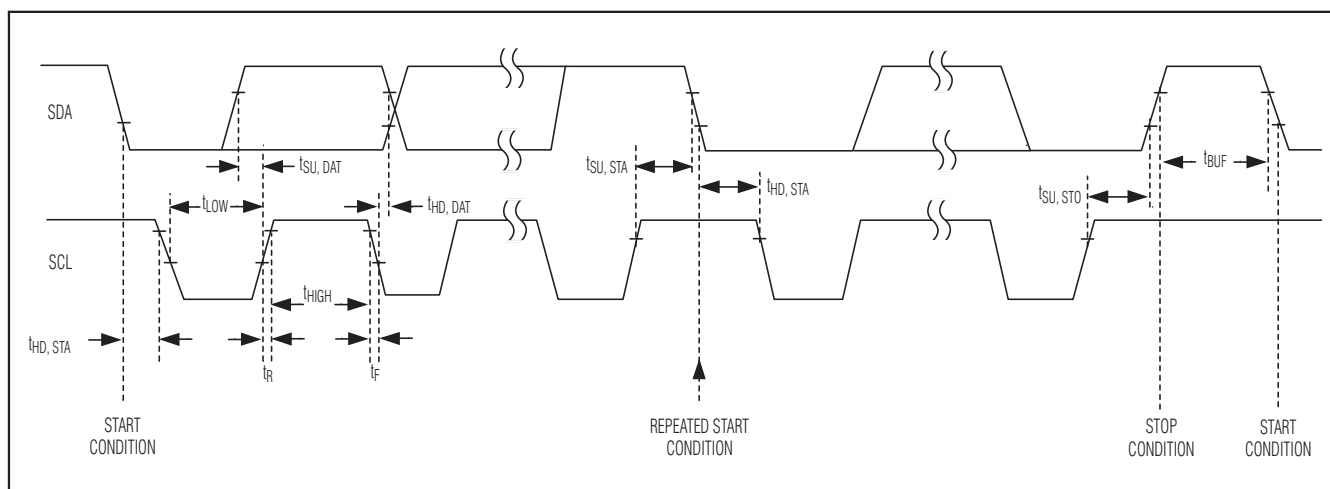 SDA
tSU, DAT
tSU, STA
tBUF
tLOW
tHD, DAT
tHD, STA
tSU, STO
SCL
tHIGH
tHD, STA
tR
tF
START
CONDITION
REPEATED START
CONDITION
STOP
CONDITION
START
CONDITION